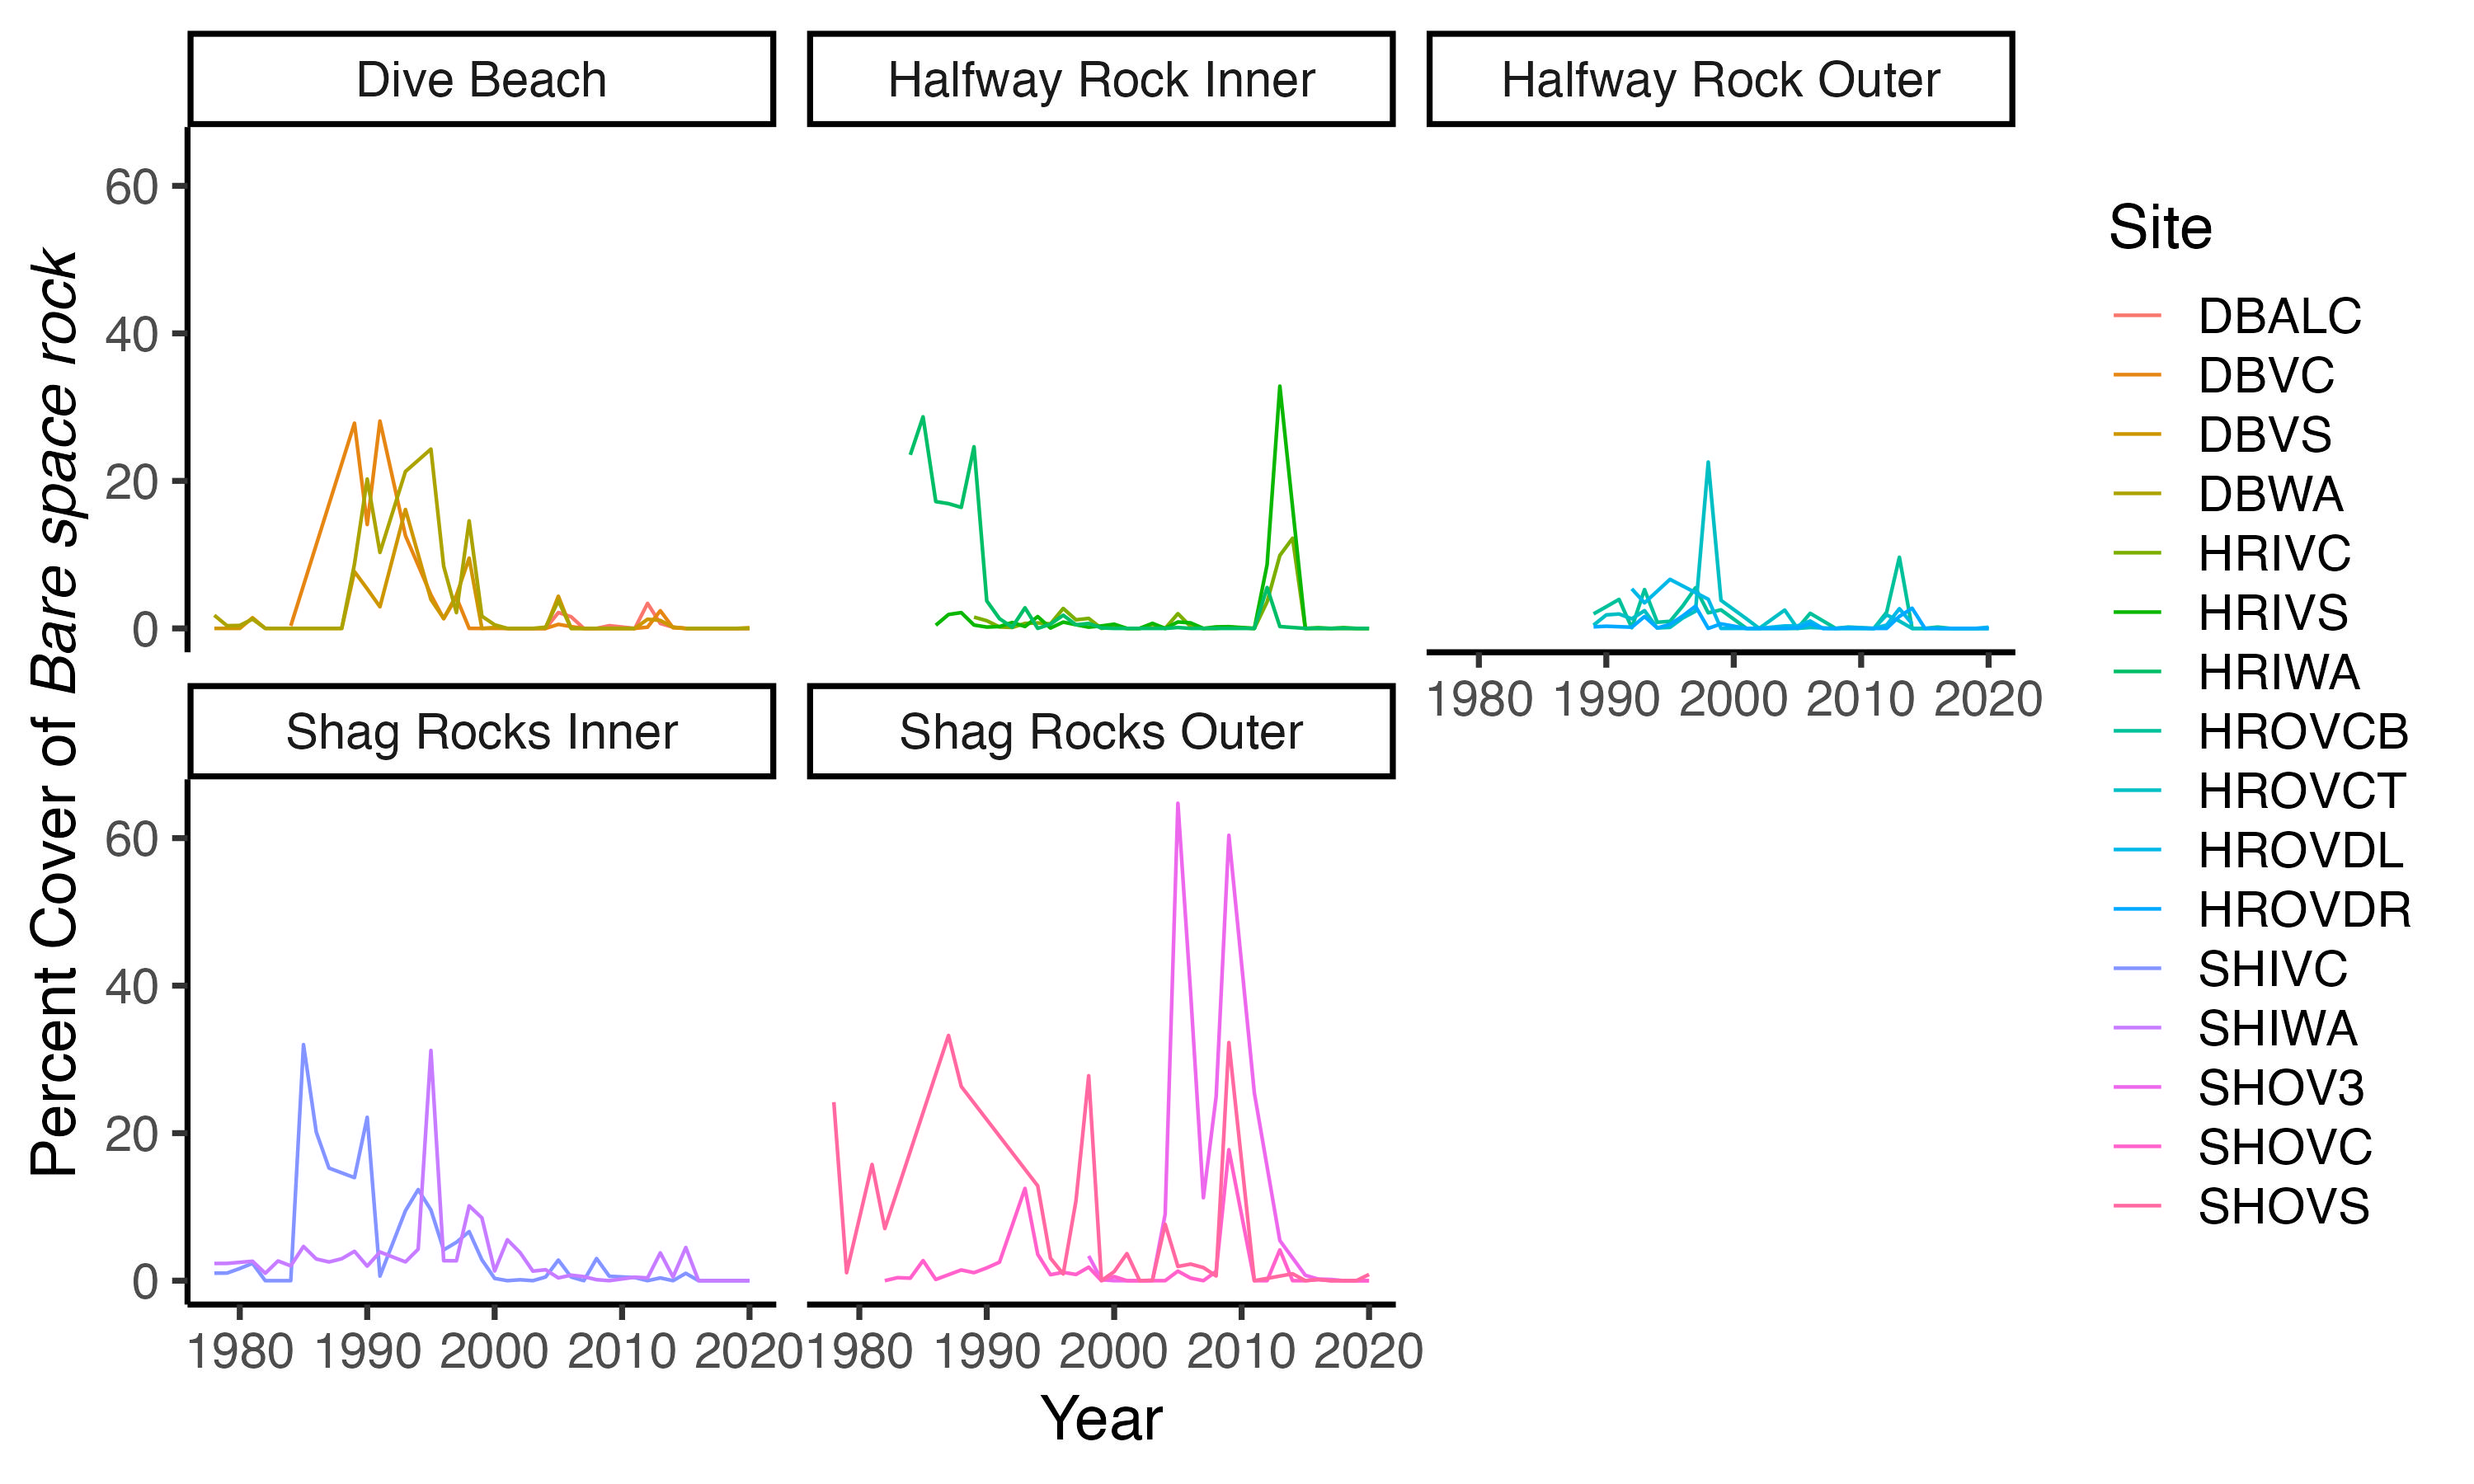 Dive Beach
Halfway Rock Inner
Halfway Rock Outer
60
40
20
0
1980 1990 2000 2010 2020
Shag Rocks Inner
Shag Rocks Outer
60
40
20
0
1980 1990 2000 2010 2020
1980 1990 2000 2010 2020
Percent Cover of Bare space rock
Year
Site
DBALC
DBVC
DBVS
DBWA
HRIVC
HRIVS
HRIWA
HROVCB
HROVCT
HROVDL
HROVDR
SHIVC
SHIWA
SHOV3
SHOVC
SHOVS